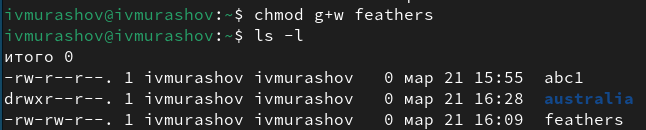 ivmurashov@ivmurashov:~$ chmod g+w feathers
ivmurashov@ivmurashov:~$ ls -l
итого 0
-rw-r--r--. 1 ivmurashov ivmurashov 0 мар 21 15:55 abc1
drwxr--r--. 1 ivmurashov ivmurashov 0 мар 21 16:28 australia
-rw-rw-r--. 1 ivmurashov ivmurashov 0 мар 21 16:09 feathers